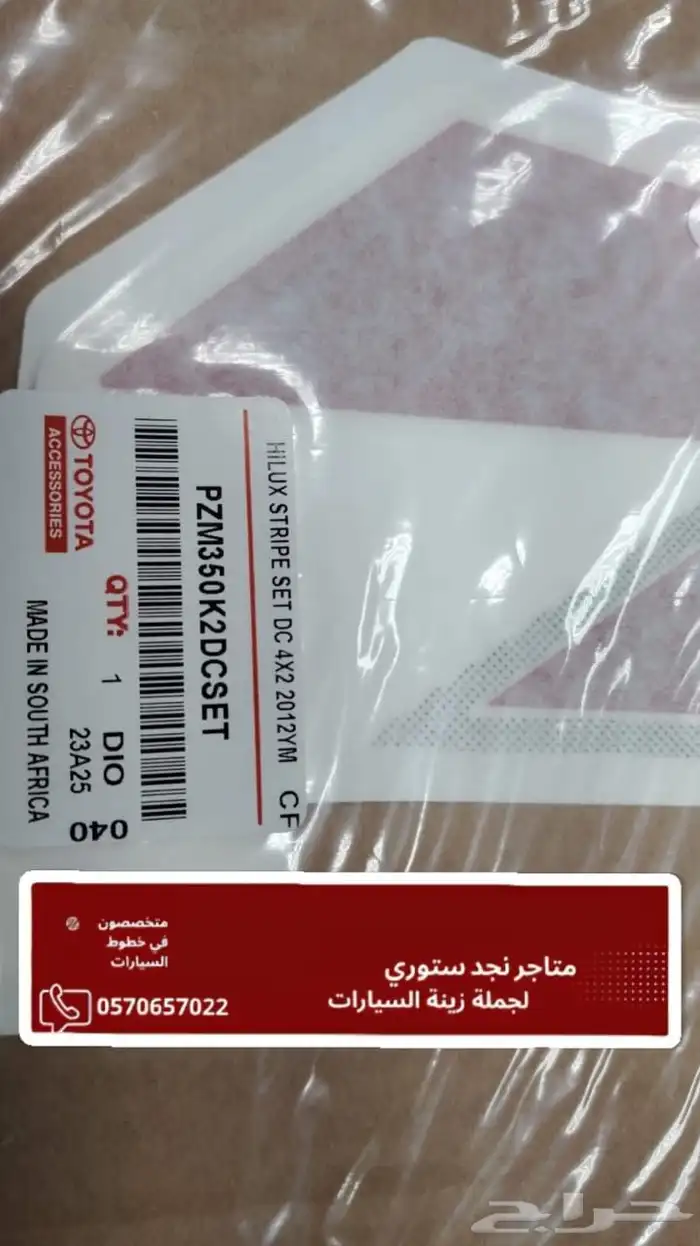 HILUX STRIPE SET DC 4X2 2012YM CF
PZM350K2DCSET
TOYOTA
ACCESSORIES
QTY: 1 DIO 040
23A25
MADE IN SOUTH AFRICA
متاجر نجد ستوري
لجملة زينة السيارات
متخصصون
في خطوط
السيارات
0570657022
حراج